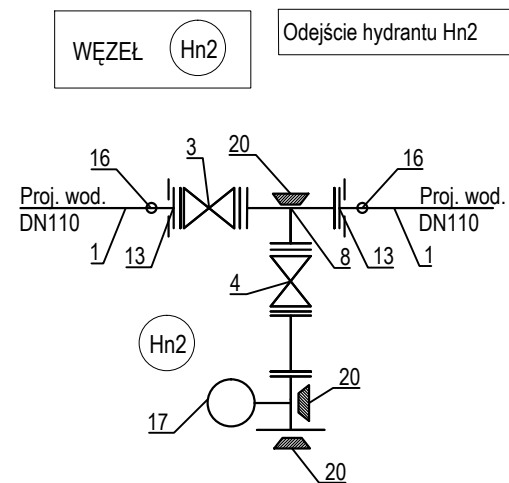 WĘZEŁ Hn2
Odejście hydrantu Hn2
16 3 20 16
Proj. wod. Proj. wod.
DN110 DN110
1 13 8 13 1
4
Hn2
20
17
20